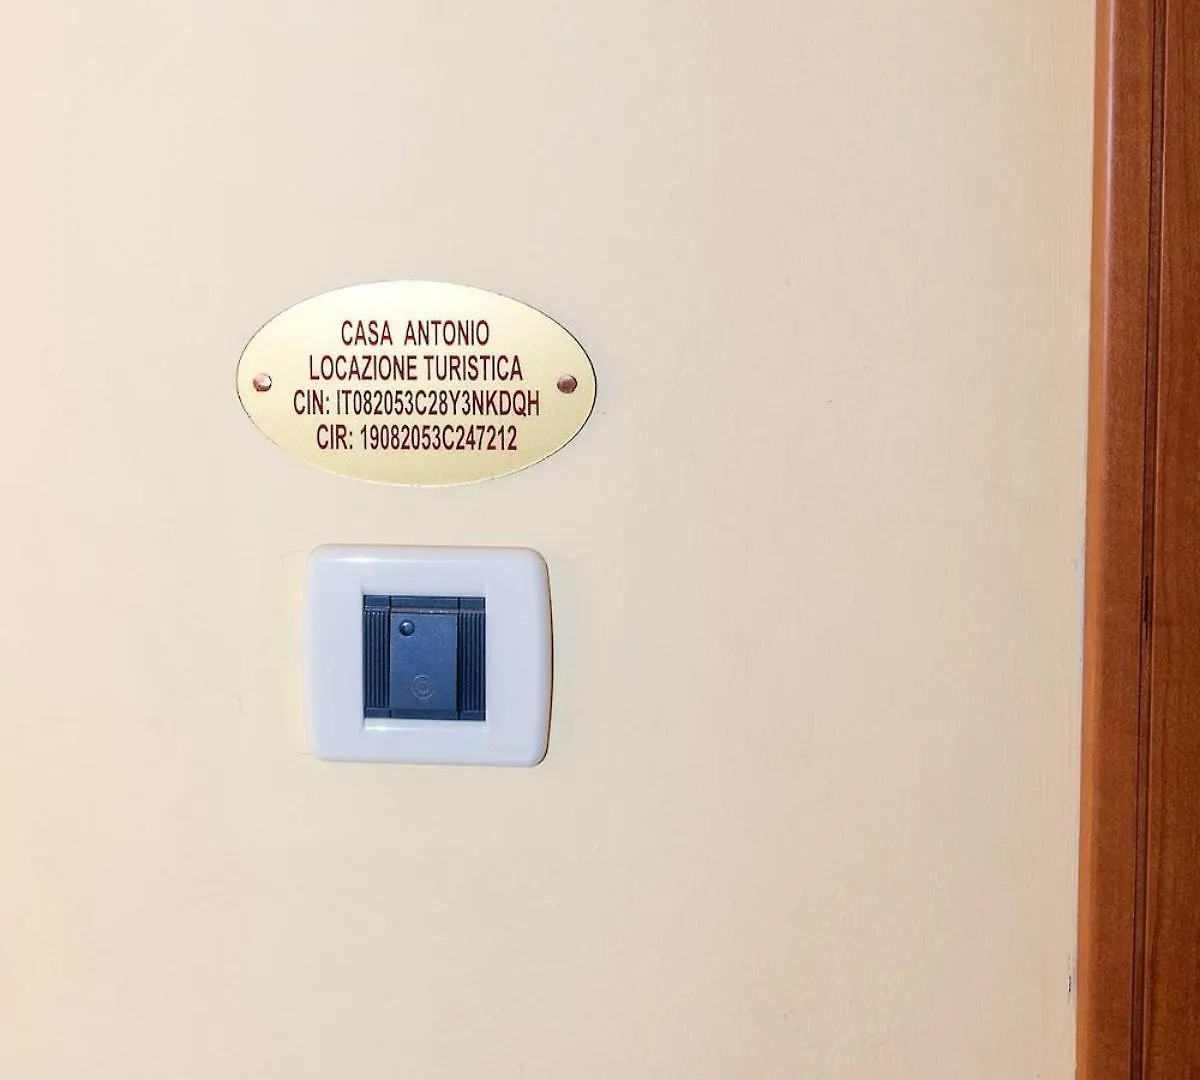 CASA ANTONIO
LOCAZIONE TURISTICA
CIN: IT082053C28Y3NKDQH
CIR: 19082053C247212